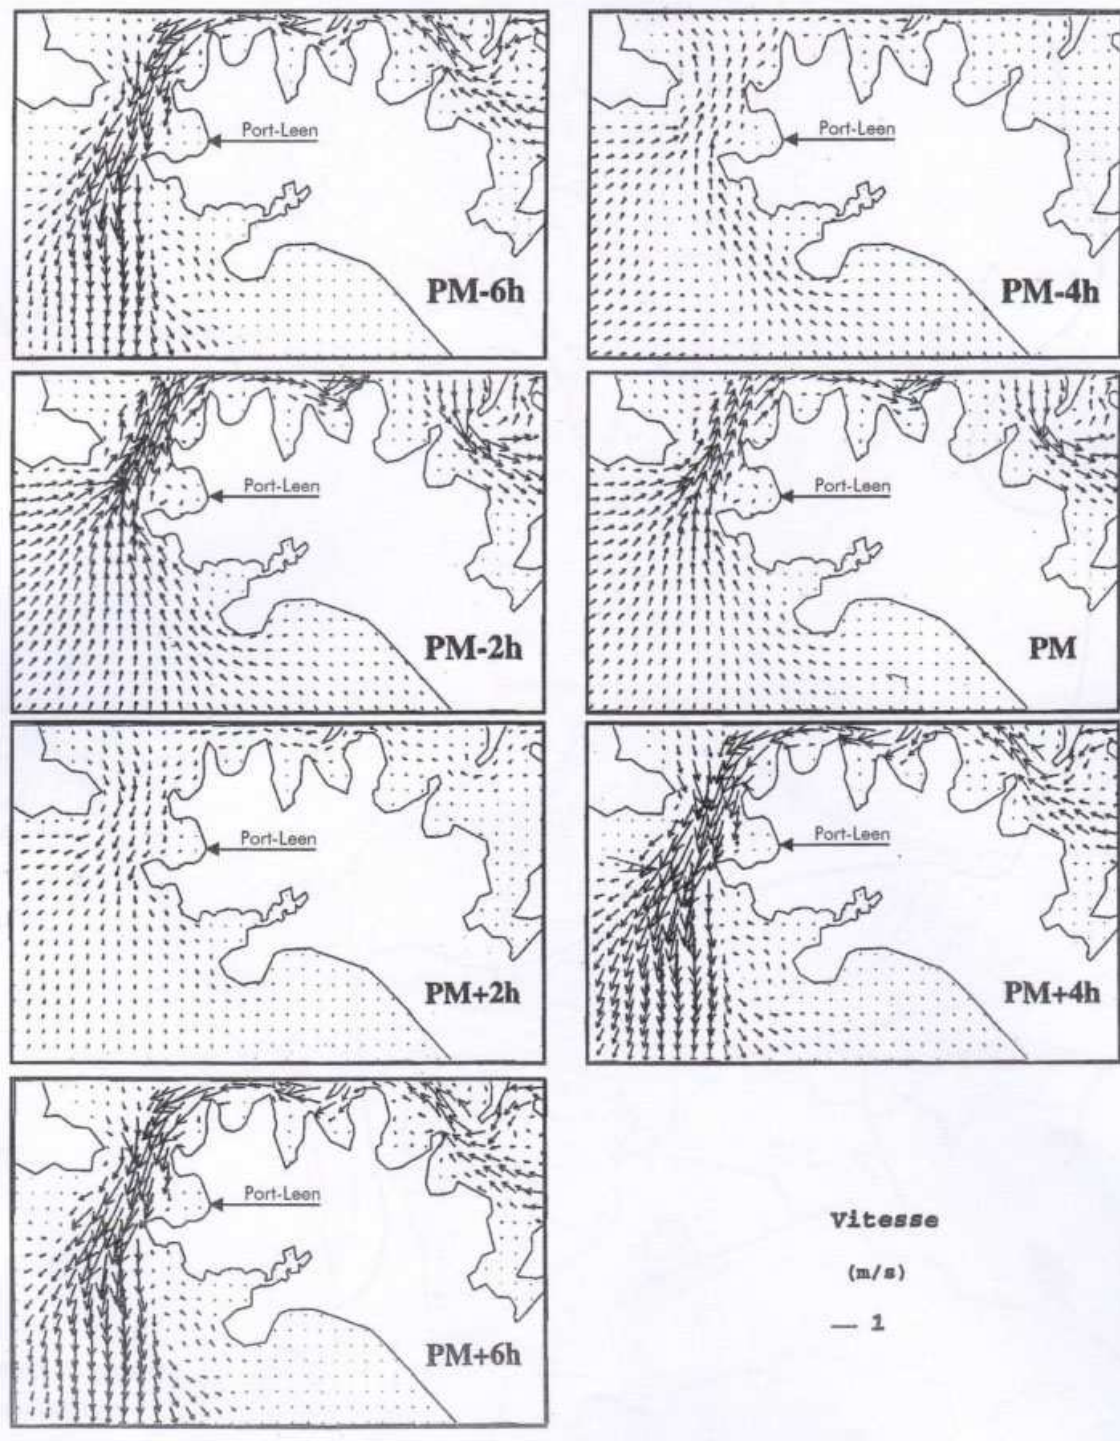 Port-Leen
PM-6h
Port-Leen
PM-4h
Port-Leen
PM-2h
Port-Leen
PM
Port-Leen
PM+2h
Port-Leen
PM+4h
Port-Leen
PM+6h
Vitesse
(m/s)
— 1